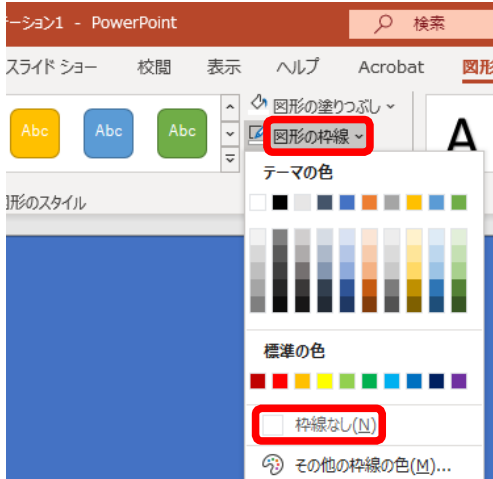 ーション1 - PowerPoint
検索
スライド ショー 校閲 表示 ヘルプ Acrobat 図形
Abc Abc Abc
図形の塗りつぶし
図形の枠線
A
テーマの色
図形のスタイル
標準の色
枠線なし(N)
その他の枠線の色(M)...